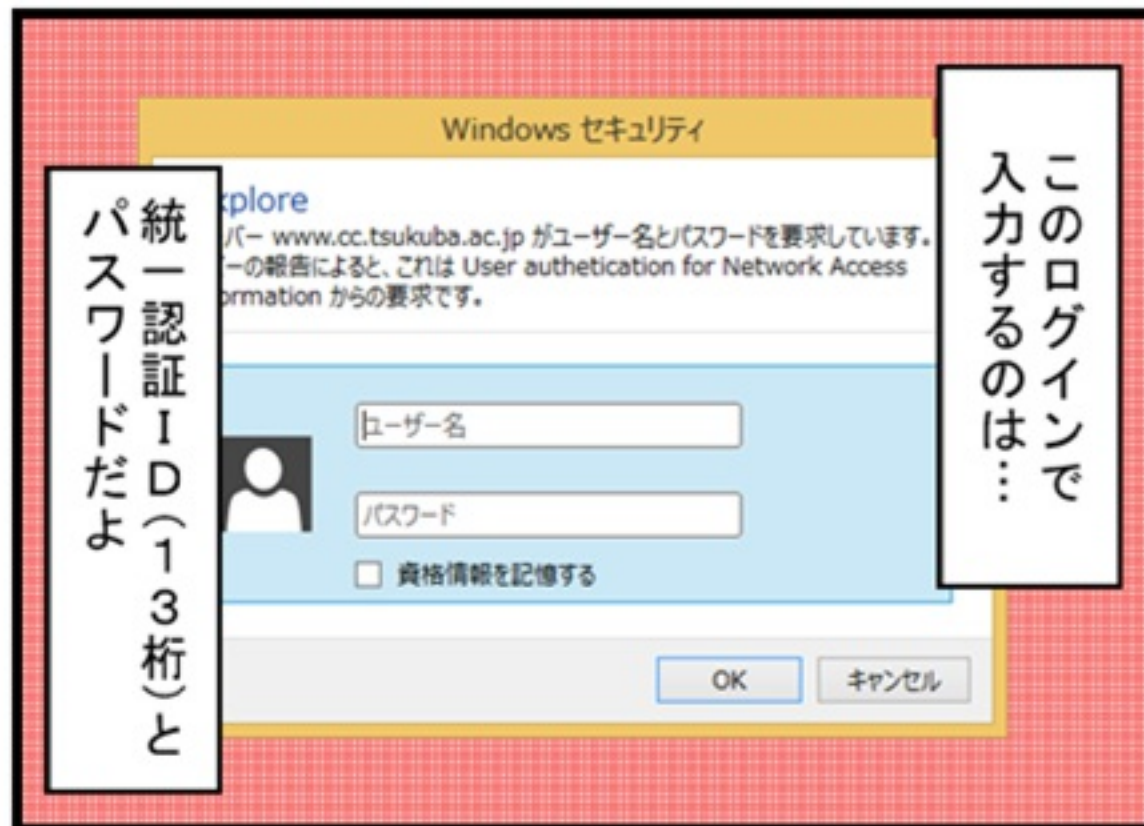 このログインで
入力するのは…
Windows セキュリティ
xplore
バー www.cc.tsukuba.ac.jp がユーザー名とパスワードを要求しています。
ーの報告によると、これは User authetication for Network Access
ormation からの要求です。
ユーザー名
パスワード
資格情報を記憶する
OK
キャンセル
統一認証ID(13桁)と
パスワードだよ